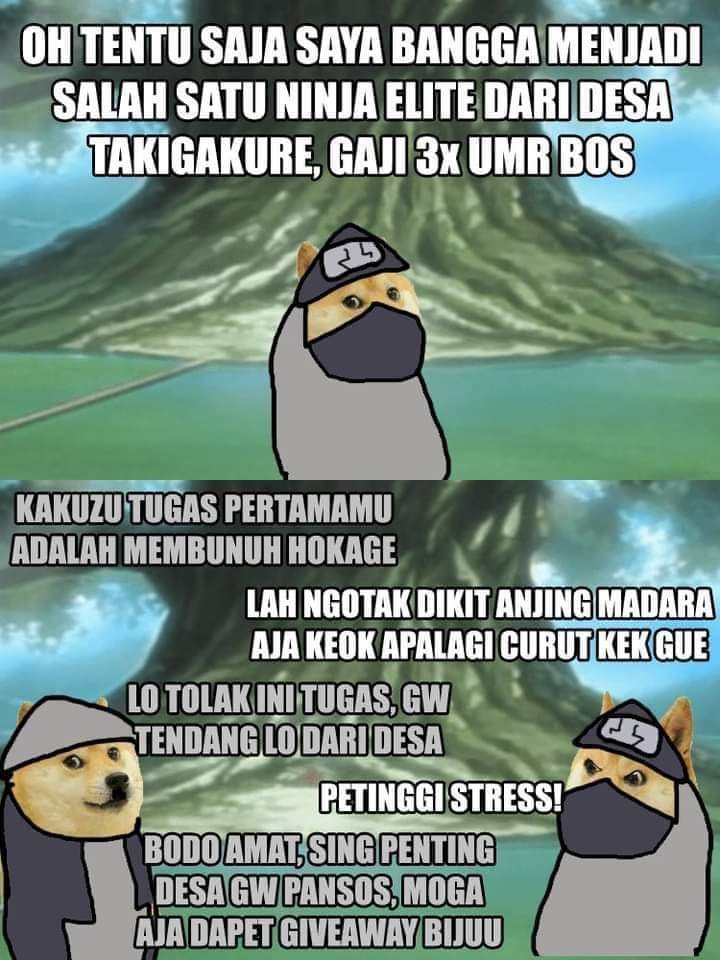 OH TENTU SAJA SAYA BANGGA MENJADI
SALAH SATU NINJA ELITE DARI DESA
TAKIGAKURE, GAJI 3X UMR BOS
KAKUZU TUGAS PERTAMAMU
ADALAH MEMBUNUH HOKAGE
LAH NGOTAK DIKIT ANJING MADARA
AJA KEOK APALAGI CURUT KEK GUE
LO TOLAK INI TUGAS, GW
TENDANG LO DARI DESA
PETINGGI STRESS!
BODO AMAT, SING PENTING
DESA GW PANSOS, MOGA
AJA DAPET GIVEAWAY BIJUU